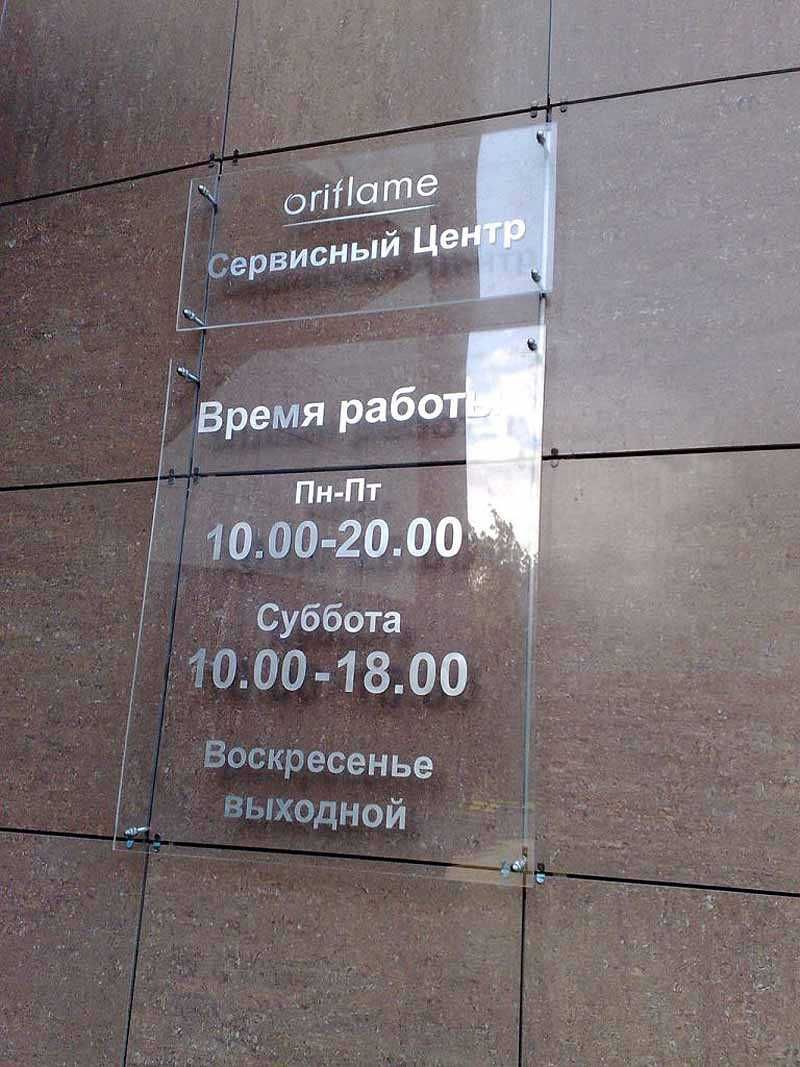 oriflame
Сервисный Центр
Время работы
Пн-Пт
10.00-20.00
Суббота
10.00-18.00
Воскресенье
выходной